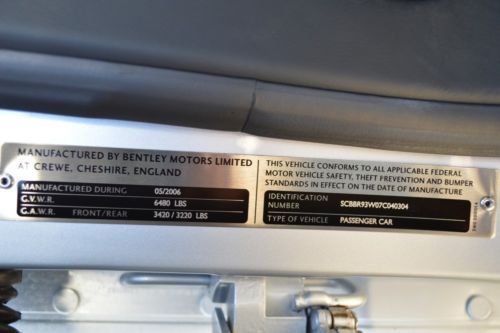 MANUFACTURED BY BENTLEY MOTORS LIMITED
AT CREWE, CHESHIRE, ENGLAND
MANUFACTURED DURING 05/2006
G.V.W.R. 6480 LBS
G.A.W.R. FRONT/REAR 3420 / 3220 LBS
THIS VEHICLE CONFORMS TO ALL APPLICABLE FEDERAL
MOTOR VEHICLE SAFETY, THEFT PREVENTION AND BUMPER
STANDARDS IN EFFECT ON THE DATE OF MANUFACTURE
IDENTIFICATION
NUMBER SCBBR93W07C040304
TYPE OF VEHICLE PASSENGER CAR